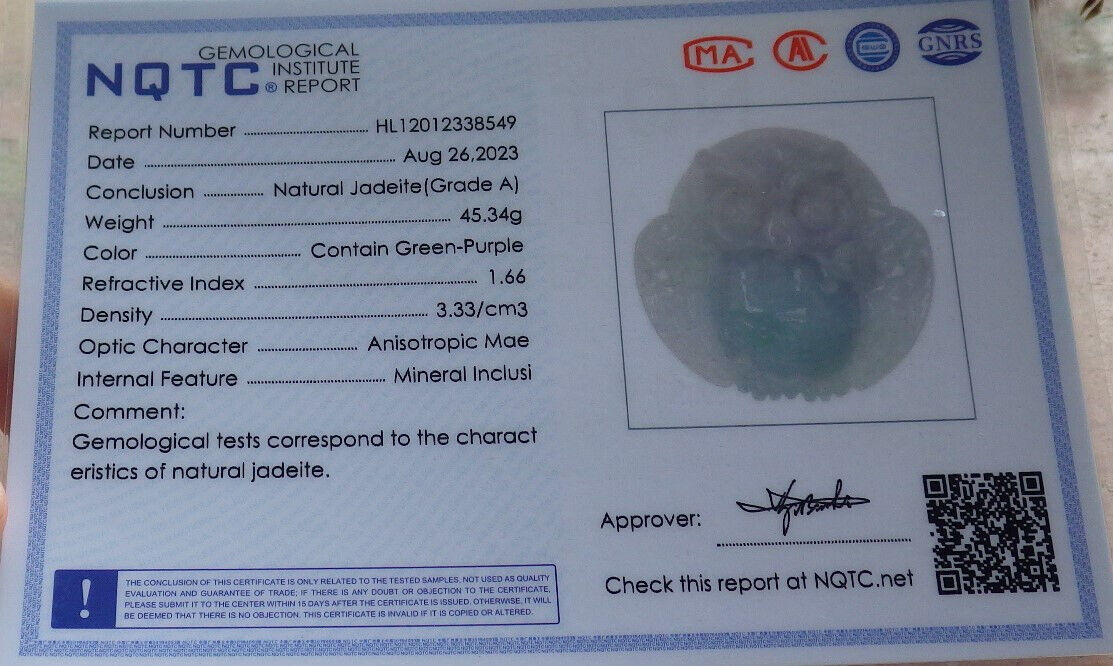 GEMOLOGICAL
NQTC® INSTITUTE
REPORT
MA
GNRS
Report Number HL12012338549
Date Aug 26,2023
Conclusion Natural Jadeite(Grade A)
Weight 45.34g
Color Contain Green-Purple
Refractive Index 1.66
Density 3.33/cm3
Optic Character Anisotropic Mae
Internal Feature Mineral Inclusi
Comment:
Gemological tests correspond to the charact
eristics of natural jadeite.
Approver:
Check this report at NQTC.net
! THE CONCLUSION OF THIS CERTIFICATE IS ONLY RELATED TO THE TESTED SAMPLES, NOT USED AS QUALITY
EVALUATION AND GUARANTEE OF TRADE; IF THERE IS ANY DOUBT OR OBJECTION TO THE CERTIFICATE,
PLEASE SUBMIT IT TO THE CENTER WITHIN 15 DAYS AFTER THE CERTIFICATE IS ISSUED. OTHERWISE, IT WILL
BE DEEMED THAT THERE IS NO OBJECTION. THIS CERTIFICATE IS INVALID IF IT IS COPIED OR ALTERED.